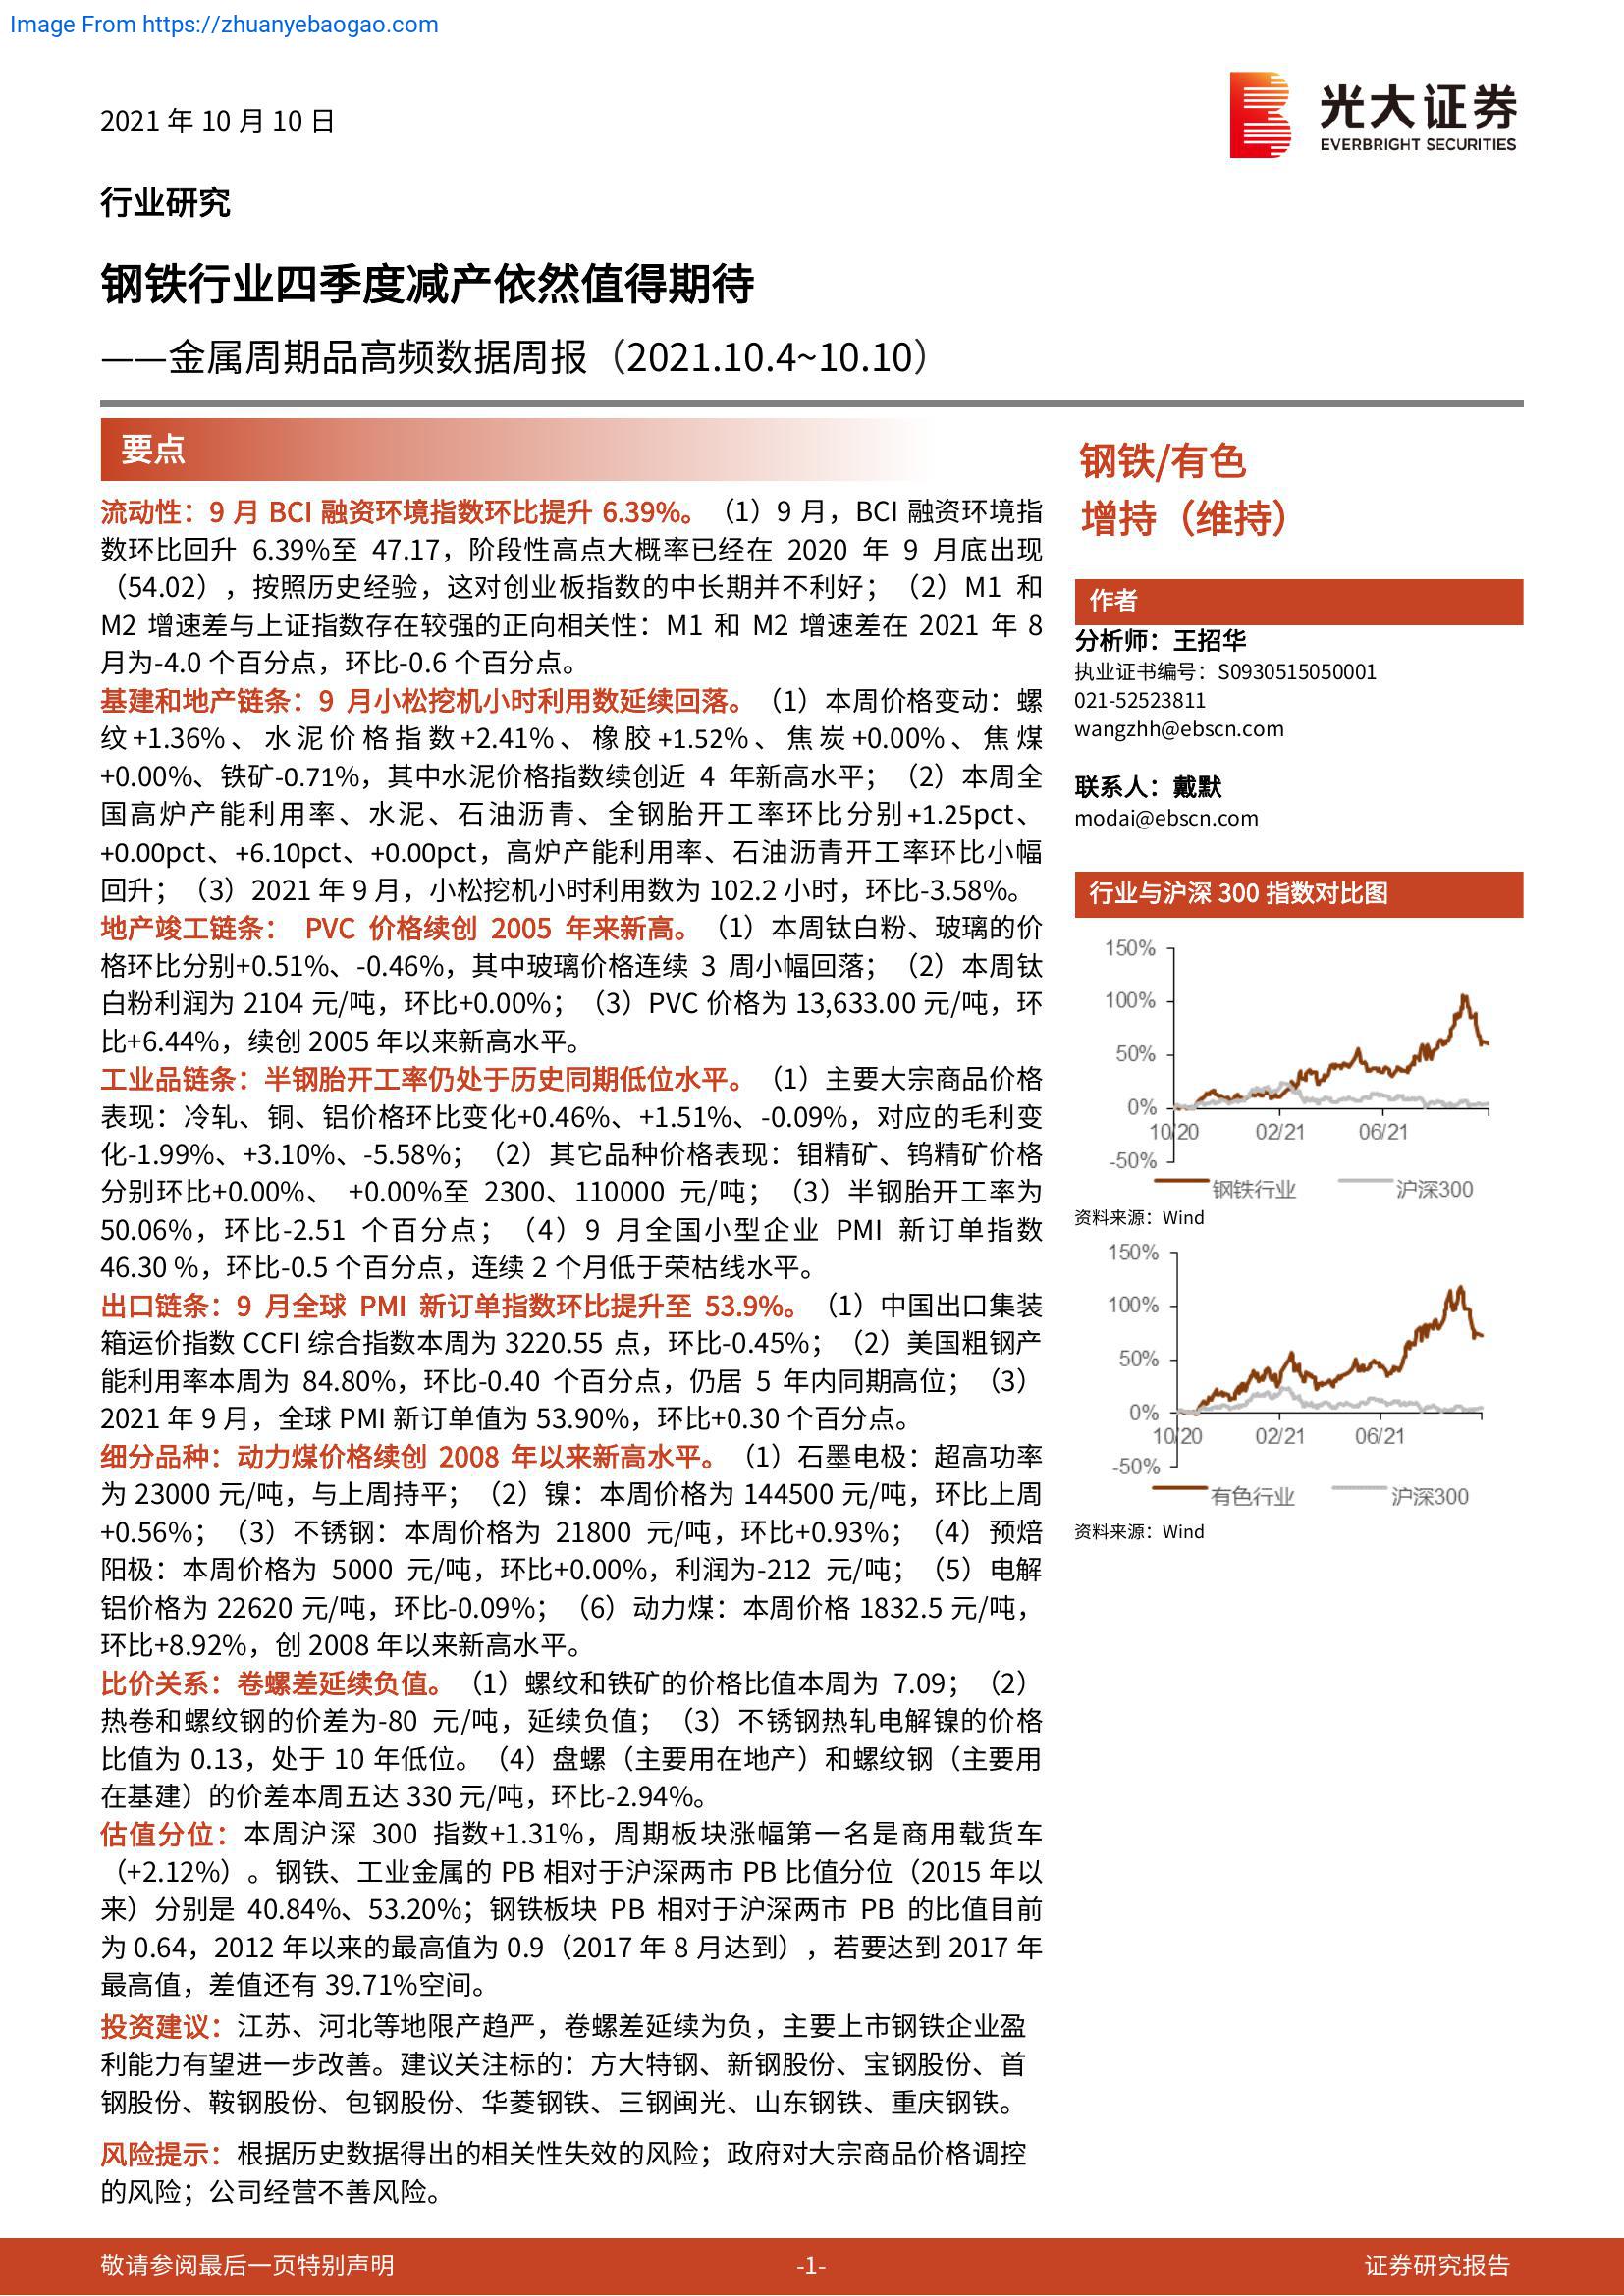 Image From https://zhuanyebaogao.com
2021 年 10 月 10 日
光大证券
EVERBRIGHT SECURITIES
行业研究
钢铁行业四季度减产依然值得期待
——金属周期品高频数据周报（2021.10.4~10.10）
要点
流动性：9 月 BCI 融资环境指数环比提升 6.39%。（1）9 月，BCI 融资环境指
数环比回升 6.39%至 47.17，阶段性高点大概率已经在 2020 年 9 月底出现
（54.02），按照历史经验，这对创业板指数的中长期并不利好；（2）M1 和
M2 增速差与上证指数存在较强的正向相关性：M1 和 M2 增速差在 2021 年 8
月为-4.0 个百分点，环比-0.6 个百分点。
基建和地产链条：9 月小松挖机小时利用数延续回落。（1）本周价格变动：螺
纹+1.36%、水泥价格指数+2.41%、橡胶+1.52%、焦炭+0.00%、焦煤
+0.00%、铁矿-0.71%，其中水泥价格指数续创近 4 年新高水平；（2）本周全
国高炉产能利用率、水泥、石油沥青、全钢胎开工率环比分别+1.25pct、
+0.00pct、+6.10pct、+0.00pct，高炉产能利用率、石油沥青开工率环比小幅
回升；（3）2021 年 9 月，小松挖机小时利用数为 102.2 小时，环比-3.58%。
地产竣工链条： PVC 价格续创 2005 年来新高。（1）本周钛白粉、玻璃的价
格环比分别+0.51%、-0.46%，其中玻璃价格连续 3 周小幅回落；（2）本周钛
白粉利润为 2104 元/吨，环比+0.00%；（3）PVC 价格为 13,633.00 元/吨，环
比+6.44%，续创 2005 年以来新高水平。
工业品链条：半钢胎开工率仍处于历史同期低位水平。（1）主要大宗商品价格
表现：冷轧、铜、铝价格环比变化+0.46%、+1.51%、-0.09%，对应的毛利变
化-1.99%、+3.10%、-5.58%；（2）其它品种价格表现：钼精矿、钨精矿价格
分别环比+0.00%、 +0.00%至 2300、110000 元/吨；（3）半钢胎开工率为
50.06%，环比-2.51 个百分点；（4）9 月全国小型企业 PMI 新订单指数
46.30 %，环比-0.5 个百分点，连续 2 个月低于荣枯线水平。
出口链条：9 月全球 PMI 新订单指数环比提升至 53.9%。（1）中国出口集装
箱运价指数 CCFI 综合指数本周为 3220.55 点，环比-0.45%；（2）美国粗钢产
能利用率本周为 84.80%，环比-0.40 个百分点，仍居 5 年内同期高位；（3）
2021 年 9 月，全球 PMI 新订单值为 53.90%，环比+0.30 个百分点。
细分品种：动力煤价格续创 2008 年以来新高水平。（1）石墨电极：超高功率
为 23000 元/吨，与上周持平；（2）镍：本周价格为 144500 元/吨，环比上周
+0.56%；（3）不锈钢：本周价格为 21800 元/吨，环比+0.93%；（4）预焙
阳极：本周价格为 5000 元/吨，环比+0.00%，利润为-212 元/吨；（5）电解
铝价格为 22620 元/吨，环比-0.09%；（6）动力煤：本周价格 1832.5 元/吨，
环比+8.92%，创 2008 年以来新高水平。
比价关系：卷螺差延续负值。（1）螺纹和铁矿的价格比值本周为 7.09；（2）
热卷和螺纹钢的价差为-80 元/吨，延续负值；（3）不锈钢热轧电解镍的价格
比值为 0.13，处于 10 年低位。（4）盘螺（主要用在地产）和螺纹钢（主要用
在基建）的价差本周五达 330 元/吨，环比-2.94%。
估值分位：本周沪深 300 指数+1.31%，周期板块涨幅第一名是商用载货车
（+2.12%）。钢铁、工业金属的 PB 相对于沪深两市 PB 比值分位（2015 年以
来）分别是 40.84%、53.20%；钢铁板块 PB 相对于沪深两市 PB 的比值目前
为 0.64，2012 年以来的最高值为 0.9（2017 年 8 月达到），若要达到 2017 年
最高值，差值还有 39.71%空间。
投资建议：江苏、河北等地限产趋严，卷螺差延续为负，主要上市钢铁企业盈
利能力有望进一步改善。建议关注标的：方大特钢、新钢股份、宝钢股份、首
钢股份、鞍钢股份、包钢股份、华菱钢铁、三钢闽光、山东钢铁、重庆钢铁。
风险提示：根据历史数据得出的相关性失效的风险；政府对大宗商品价格调控
的风险；公司经营不善风险。
钢铁/有色
增持（维持）
作者
分析师：王招华
执业证书编号：S0930515050001
021-52523811
wangzhh@ebscn.com
联系人：戴默
modai@ebscn.com
行业与沪深 300 指数对比图
150%
100%
50%
0%
10/20 02/21 06/21
-50%
钢铁行业 沪深300
资料来源：Wind
150%
100%
50%
0%
10/20 02/21 06/21
-50%
有色行业 沪深300
资料来源：Wind
敬请参阅最后一页特别声明 -1- 证券研究报告